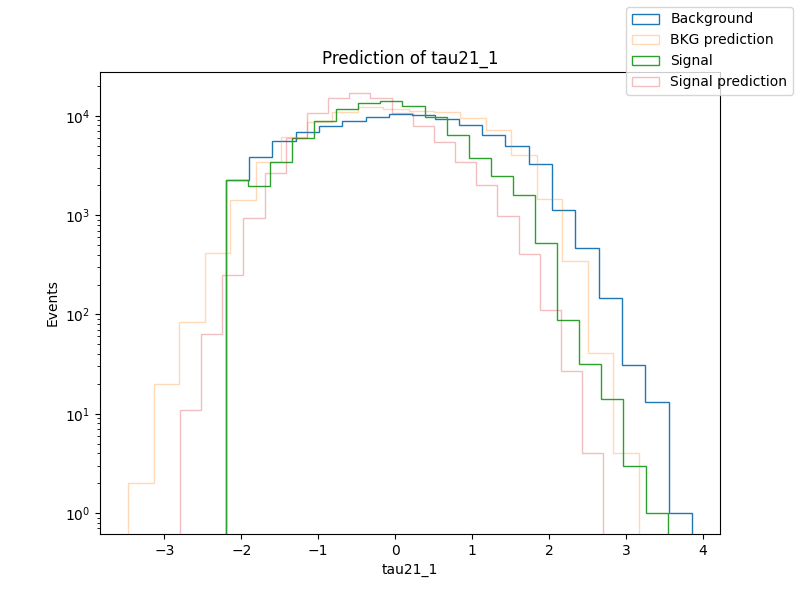 Prediction of tau21_1
Background
BKG prediction
Signal
Signal prediction
Events
10⁴
10³
10²
10¹
10⁰
−3
−2
−1
0
1
2
3
4
tau21_1